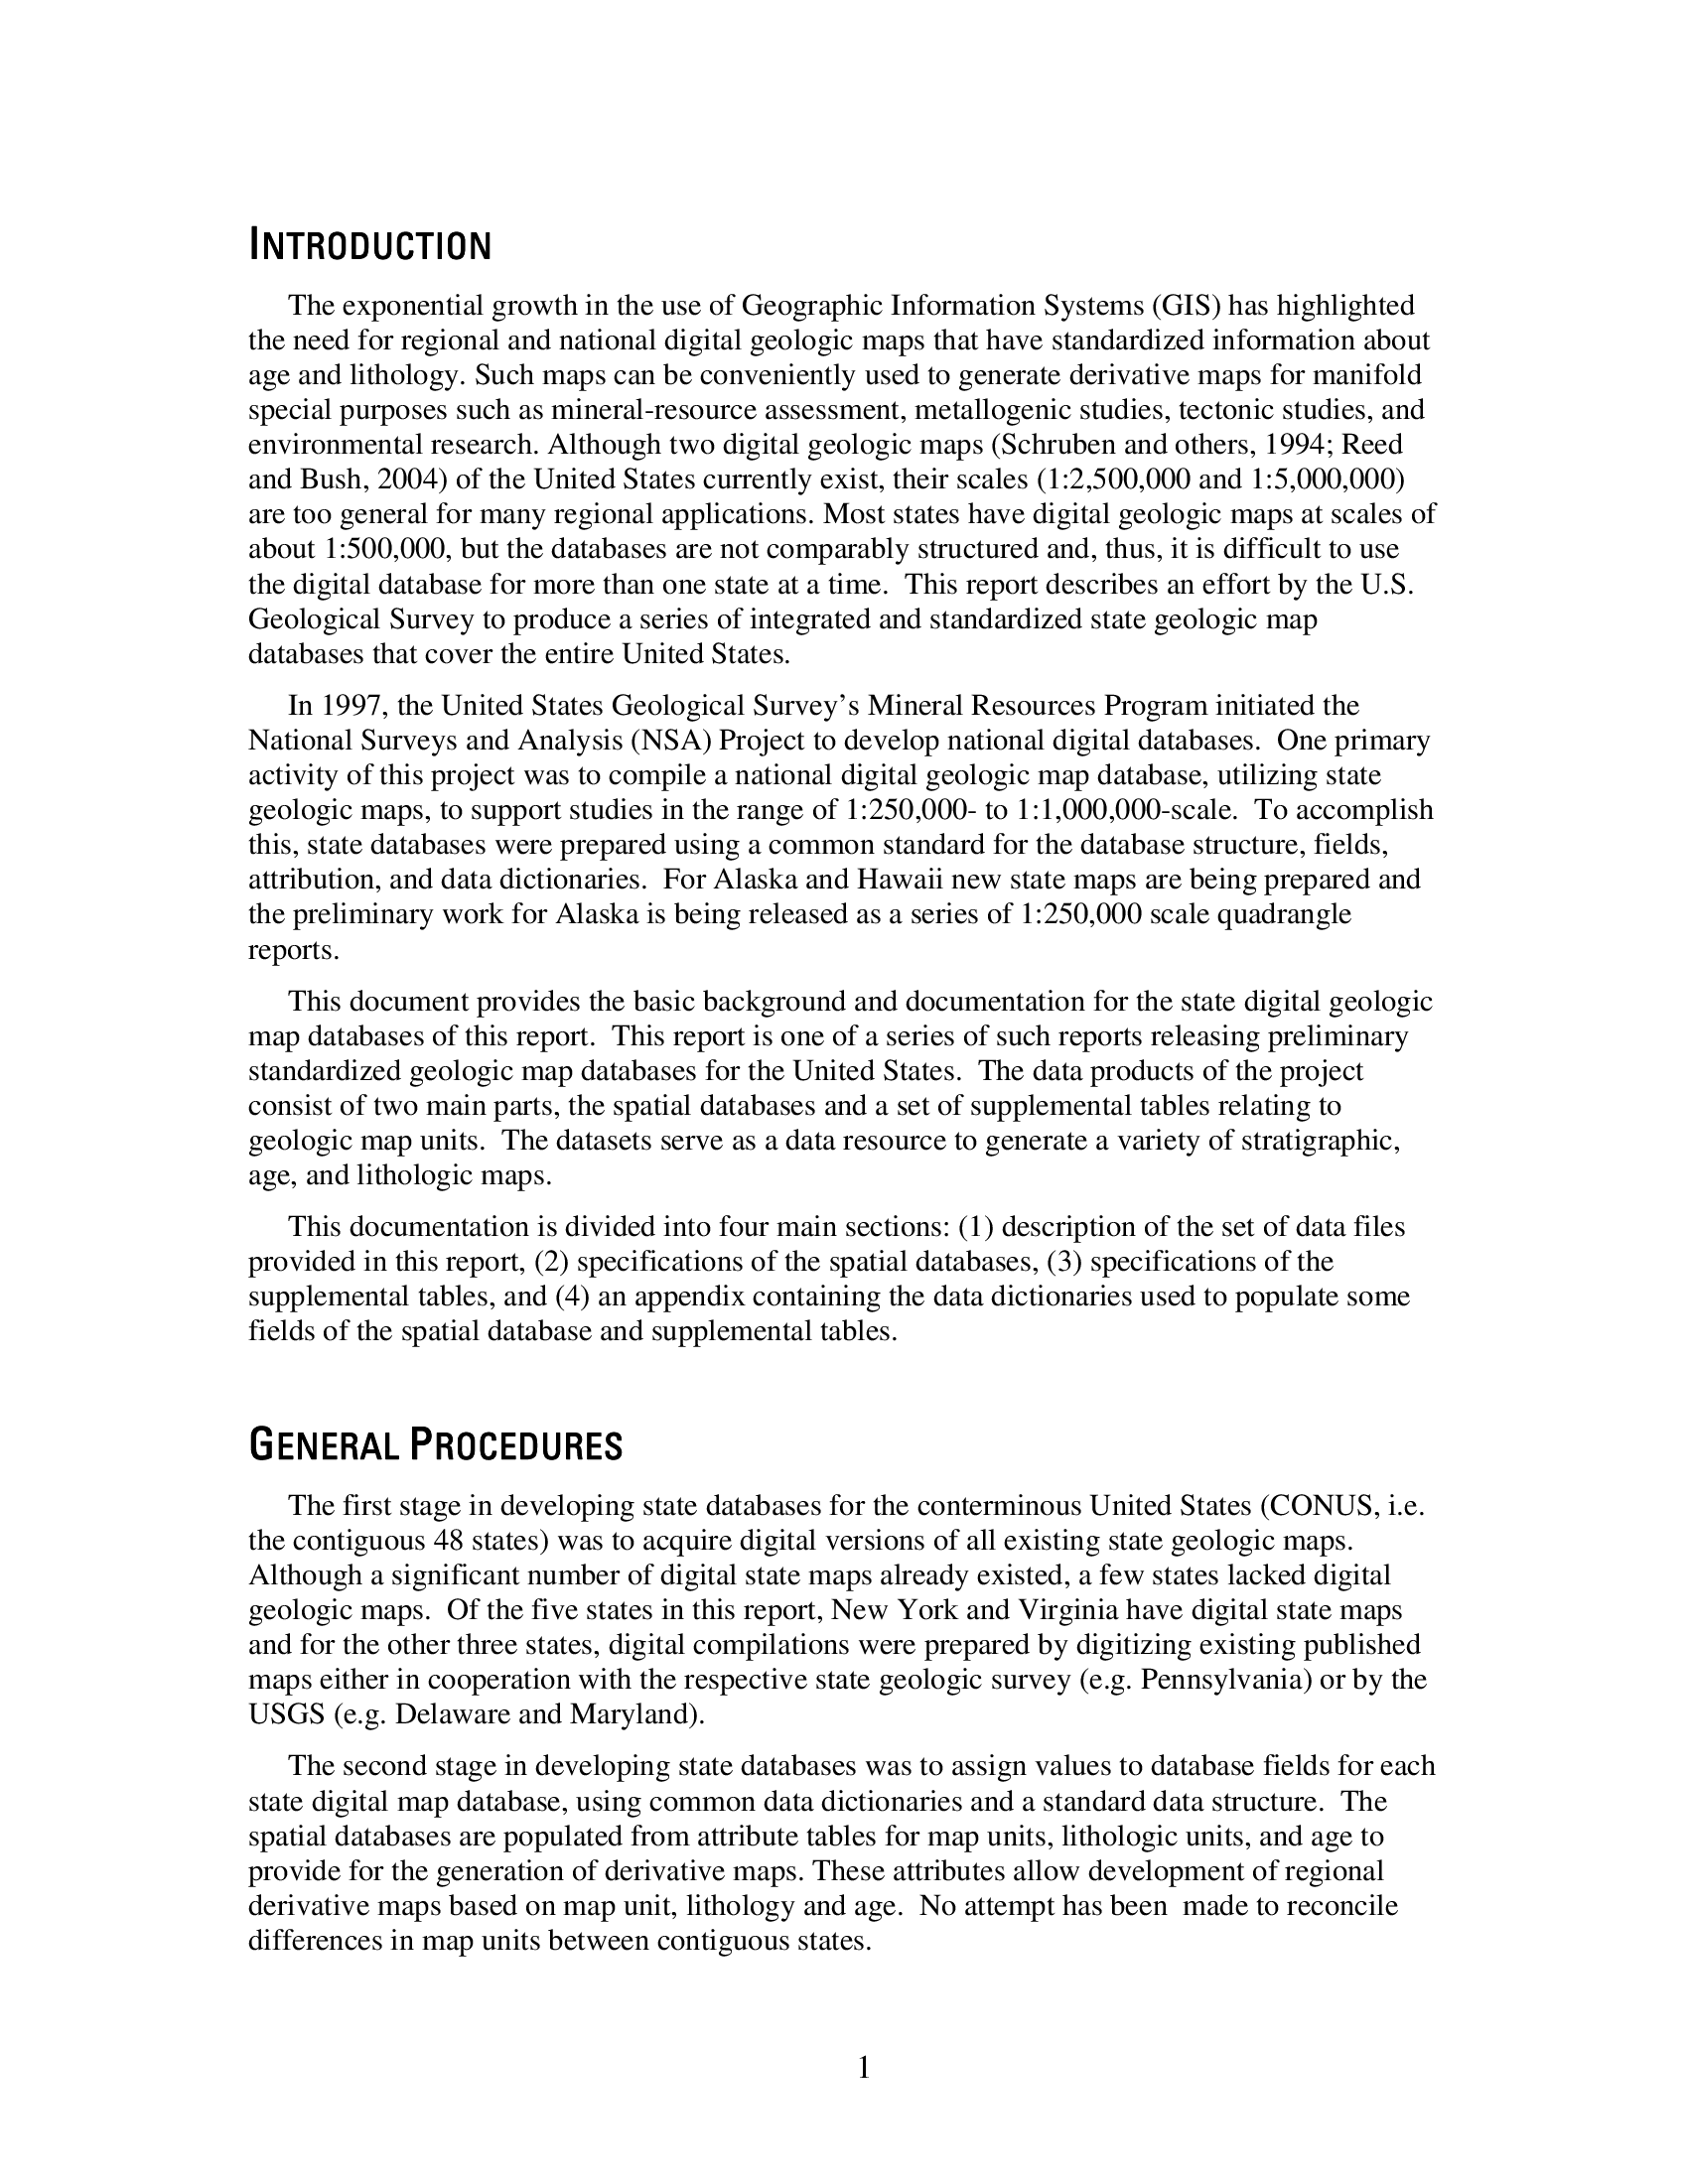 INTRODUCTION
The exponential growth in the use of Geographic Information Systems (GIS) has highlighted
the need for regional and national digital geologic maps that have standardized information about
age and lithology. Such maps can be conveniently used to generate derivative maps for manifold
special purposes such as mineral-resource assessment, metallogenic studies, tectonic studies, and
environmental research. Although two digital geologic maps (Schruben and others, 1994; Reed
and Bush, 2004) of the United States currently exist, their scales (1:2,500,000 and 1:5,000,000)
are too general for many regional applications. Most states have digital geologic maps at scales of
about 1:500,000, but the databases are not comparably structured and, thus, it is difficult to use
the digital database for more than one state at a time.  This report describes an effort by the U.S.
Geological Survey to produce a series of integrated and standardized state geologic map
databases that cover the entire United States.
In 1997, the United States Geological Survey’s Mineral Resources Program initiated the
National Surveys and Analysis (NSA) Project to develop national digital databases.  One primary
activity of this project was to compile a national digital geologic map database, utilizing state
geologic maps, to support studies in the range of 1:250,000- to 1:1,000,000-scale.  To accomplish
this, state databases were prepared using a common standard for the database structure, fields,
attribution, and data dictionaries.  For Alaska and Hawaii new state maps are being prepared and
the preliminary work for Alaska is being released as a series of 1:250,000 scale quadrangle
reports.
This document provides the basic background and documentation for the state digital geologic
map databases of this report.  This report is one of a series of such reports releasing preliminary
standardized geologic map databases for the United States.  The data products of the project
consist of two main parts, the spatial databases and a set of supplemental tables relating to
geologic map units.  The datasets serve as a data resource to generate a variety of stratigraphic,
age, and lithologic maps.
This documentation is divided into four main sections: (1) description of the set of data files
provided in this report, (2) specifications of the spatial databases, (3) specifications of the
supplemental tables, and (4) an appendix containing the data dictionaries used to populate some
fields of the spatial database and supplemental tables.
GENERAL PROCEDURES
The first stage in developing state databases for the conterminous United States (CONUS, i.e.
the contiguous 48 states) was to acquire digital versions of all existing state geologic maps.
Although a significant number of digital state maps already existed, a few states lacked digital
geologic maps.  Of the five states in this report, New York and Virginia have digital state maps
and for the other three states, digital compilations were prepared by digitizing existing published
maps either in cooperation with the respective state geologic survey (e.g. Pennsylvania) or by the
USGS (e.g. Delaware and Maryland).
The second stage in developing state databases was to assign values to database fields for each
state digital map database, using common data dictionaries and a standard data structure.  The
spatial databases are populated from attribute tables for map units, lithologic units, and age to
provide for the generation of derivative maps. These attributes allow development of regional
derivative maps based on map unit, lithology and age.  No attempt has been  made to reconcile
differences in map units between contiguous states.
1